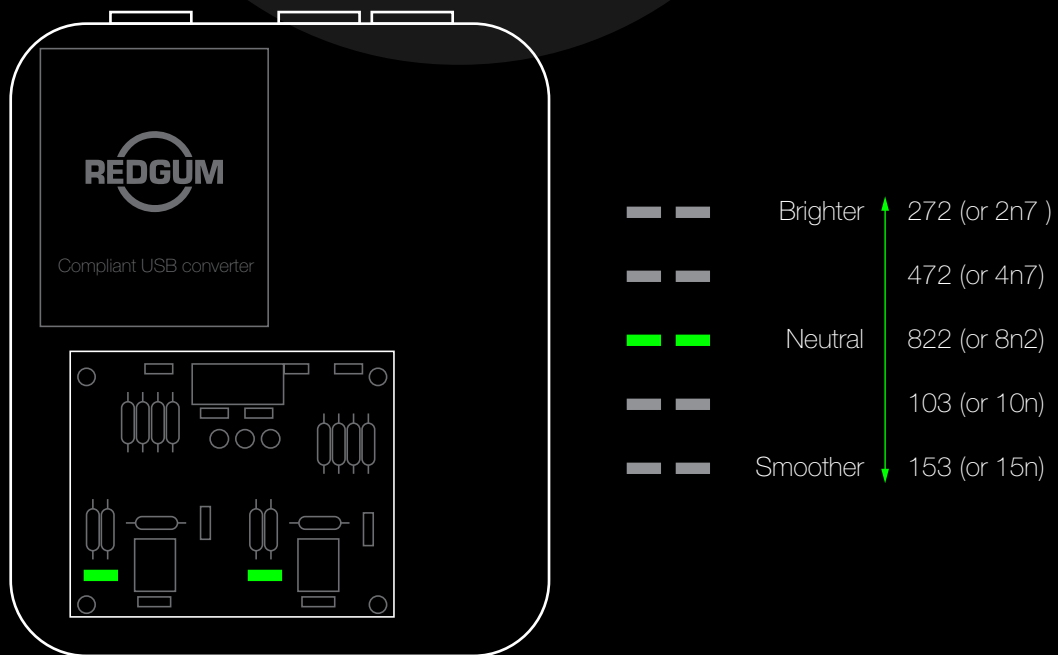 REDGUM
Compliant USB converter
Brighter 272 (or 2n7 )
472 (or 4n7)
Neutral 822 (or 8n2)
103 (or 10n)
Smoother 153 (or 15n)